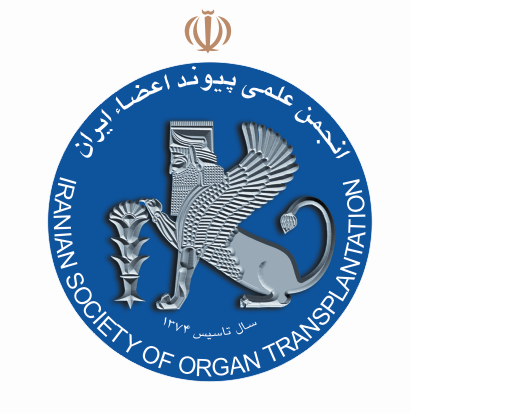 انجمن علمی پیوند اعضاء ایران
سال تاسیس ۱۳۷۴
IRANIAN SOCIETY OF ORGAN TRANSPLANTATION